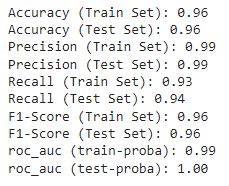 Accuracy (Train Set): 0.96
Accuracy (Test Set): 0.96
Precision (Train Set): 0.99
Precision (Test Set): 0.99
Recall (Train Set): 0.93
Recall (Test Set): 0.94
F1-Score (Train Set): 0.96
F1-Score (Test Set): 0.96
roc_auc (train-proba): 0.99
roc_auc (test-proba): 1.00